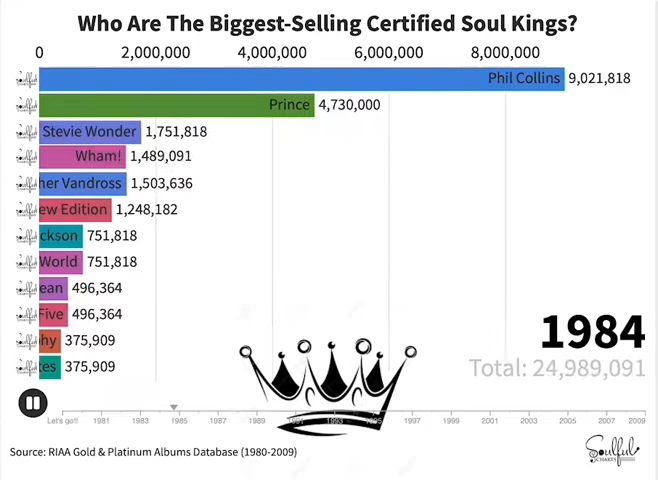 Who Are The Biggest-Selling Certified Soul Kings?
0 2,000,000 4,000,000 6,000,000 8,000,000
Phil Collins 9,021,818
Prince 4,730,000
Stevie Wonder 1,751,818
Wham! 1,489,091
her Vandross 1,503,636
ew Edition 1,248,182
ckson 751,818
World 751,818
ean 496,364
Five 496,364
hy 375,909
es 375,909
1984
Total: 24,989,091
Let's go!! 1981 1983 1985 1987 1989 1991 1993 1995 1997 1999 2001 2003 2005 2007 2009
Source: RIAA Gold & Platinum Albums Database (1980-2009)
Soulful
CHARTS